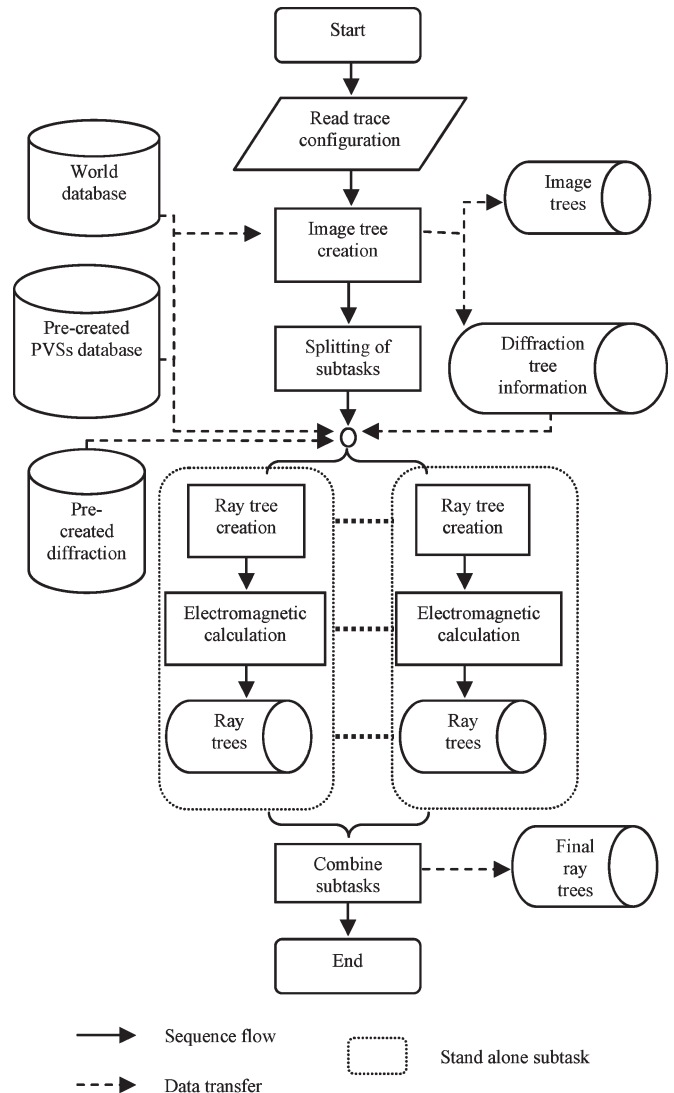 Start
Read trace
configuration
World
database
Image
trees
Image tree
creation
Pre-created
PVSs database
Splitting of
subtasks
Diffraction
tree
information
Pre-
created
diffraction
Ray tree
creation
Ray tree
creation
Electromagnetic
calculation
Electromagnetic
calculation
Ray
trees
Ray
trees
Combine
subtasks
Final
ray
trees
End
Sequence flow
Stand alone subtask
Data transfer